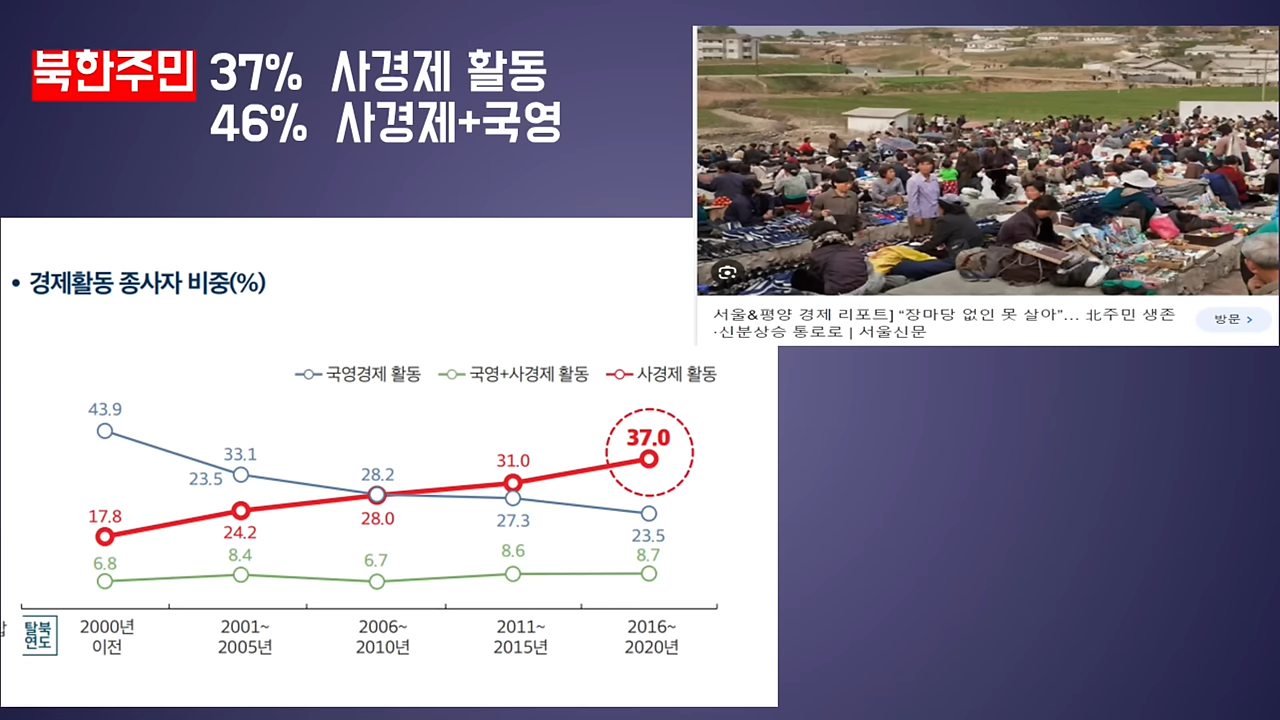 북한주민 37% 사경제 활동
46% 사경제+국영
서울&평양 경제 리포트] “장마당 없인 못 살아”... 北주민 생존
·신분상승 통로로 | 서울신문
방문 >
• 경제활동 종사자 비중(%)
국영경제 활동 국영+사경제 활동 사경제 활동
43.9
33.1
23.5
28.2
31.0
37.0
17.8
24.2
28.0
27.3
23.5
6.8
8.4
6.7
8.6
8.7
탈북
연도
2000년
이전
2001~
2005년
2006~
2010년
2011~
2015년
2016~
2020년